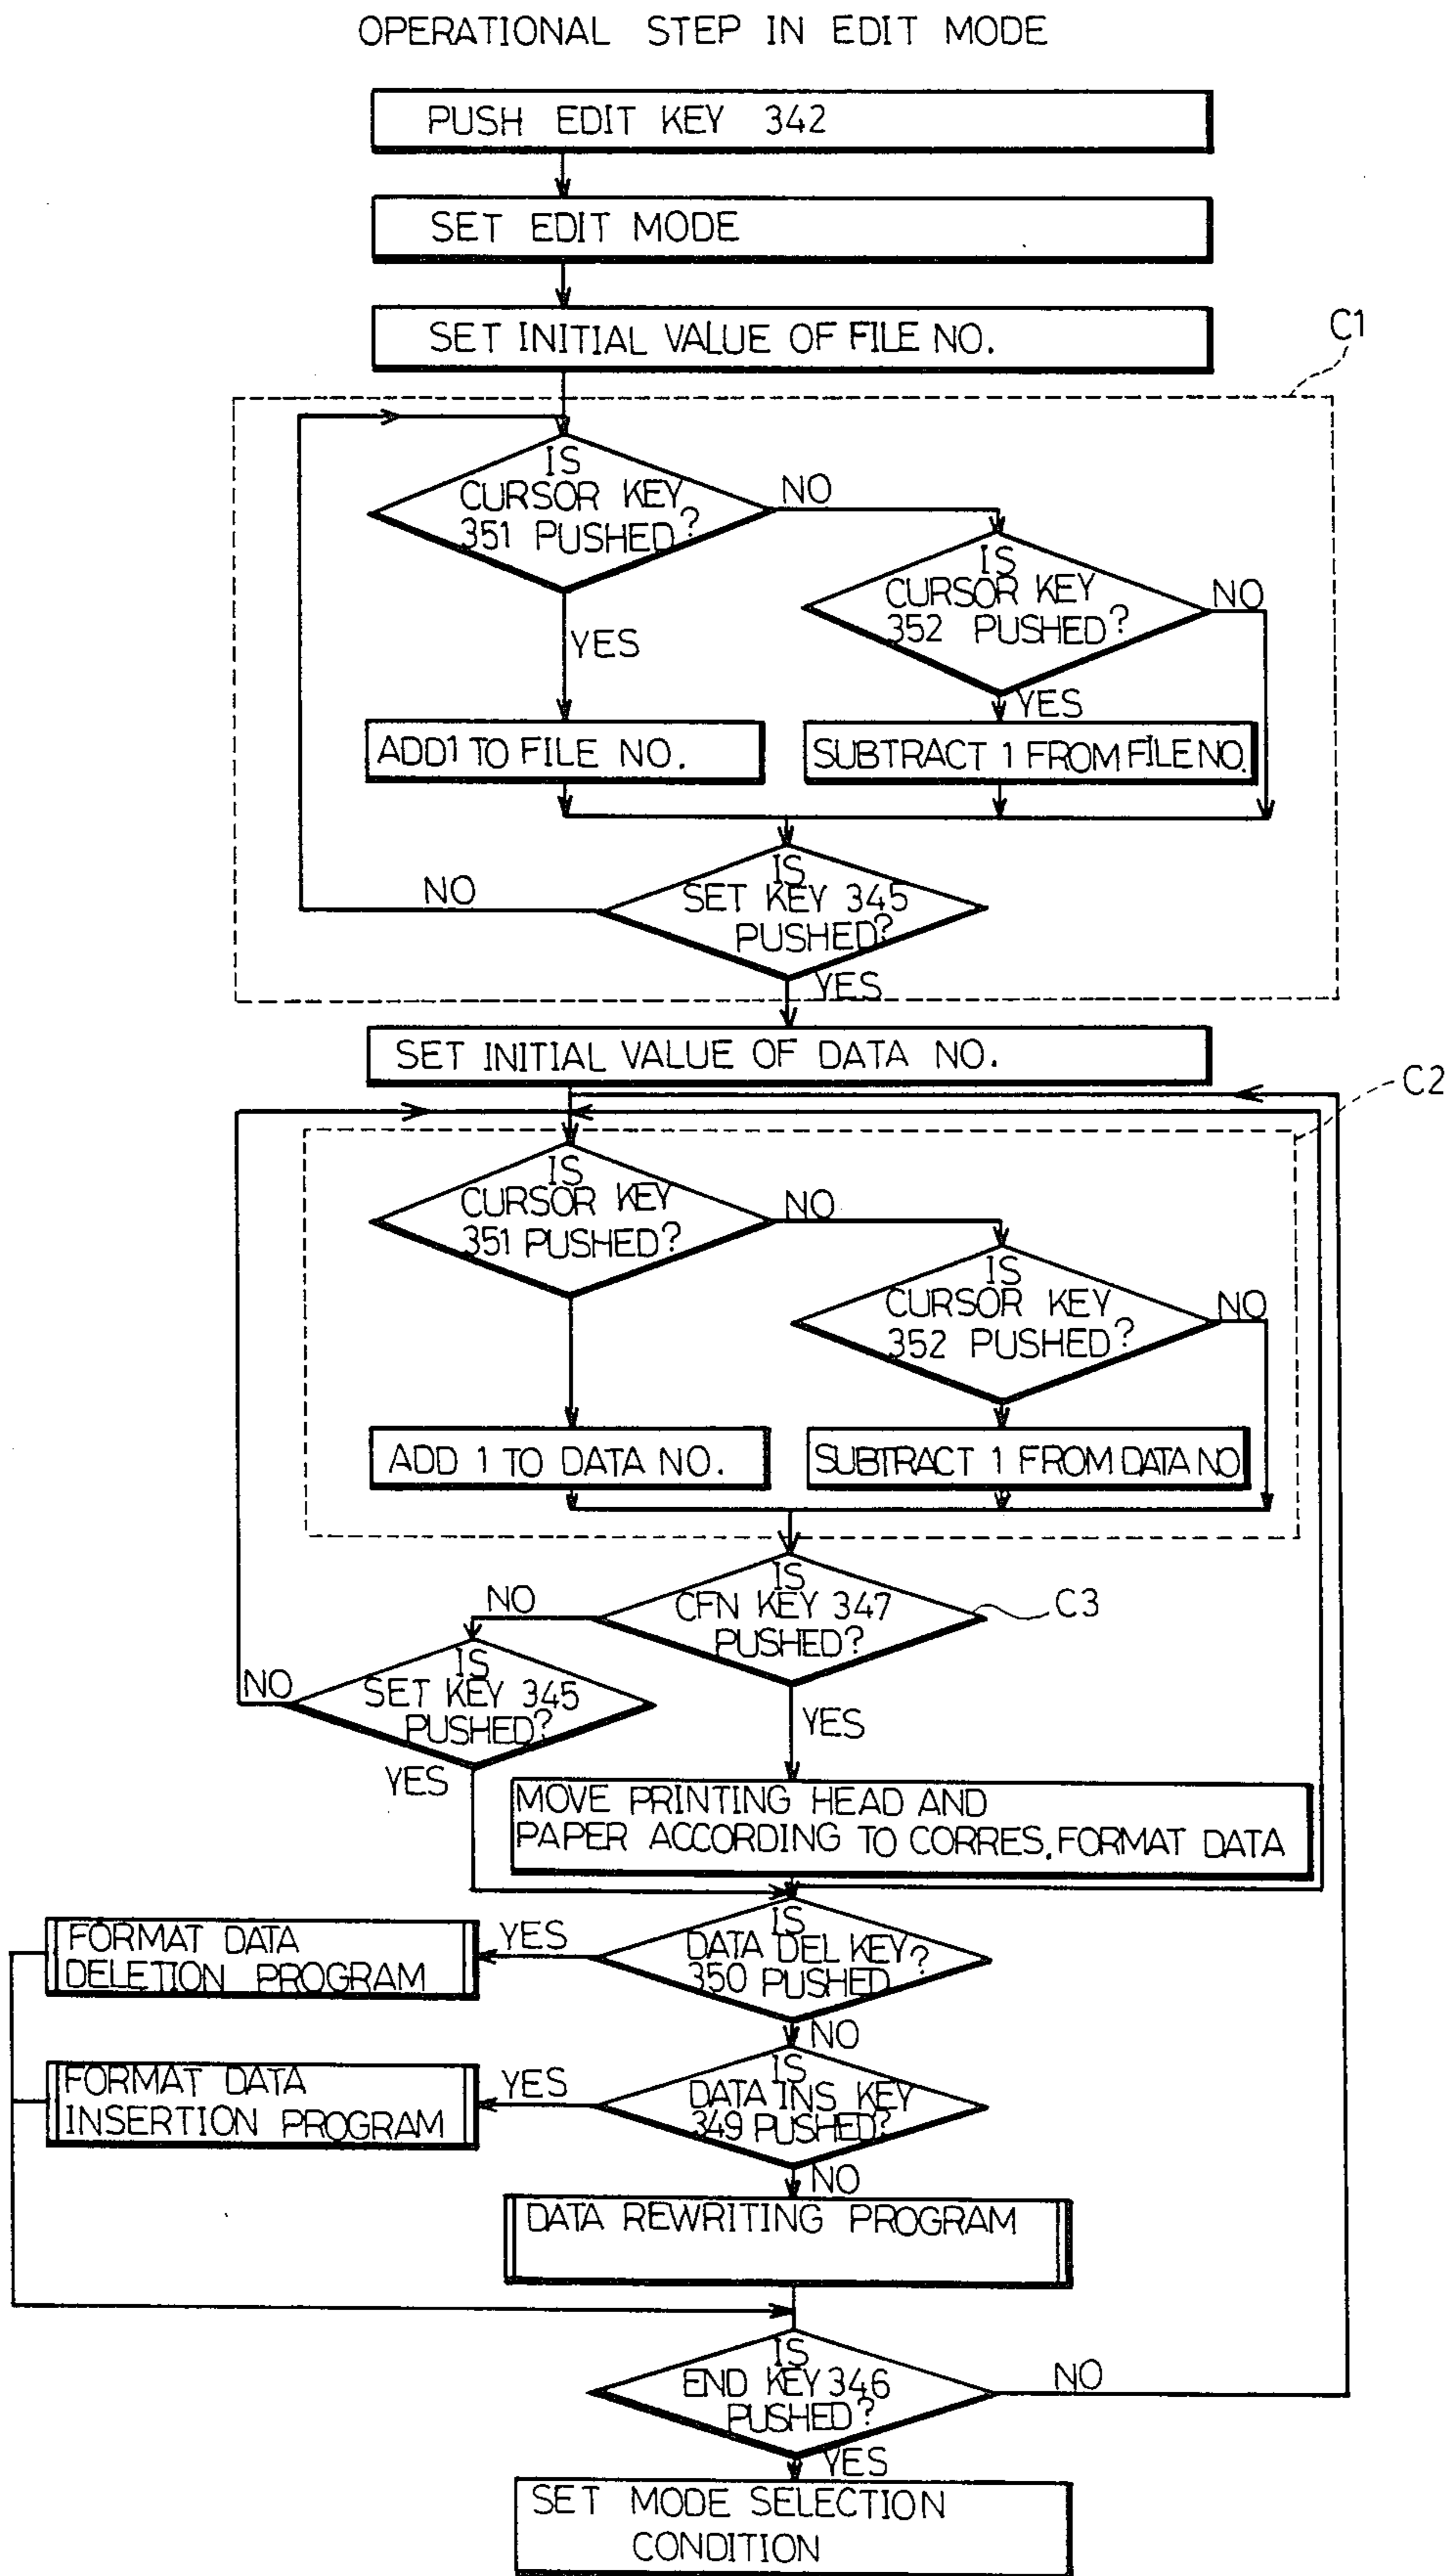 OPERATIONAL STEP IN EDIT MODE
PUSH EDIT KEY 342
SET EDIT MODE
SET INITIAL VALUE OF FILE NO.
C1
IS
CURSOR KEY
351 PUSHED?
NO
IS
CURSOR KEY
352 PUSHED?
NO
YES
YES
ADD1 TO FILE NO.
SUBTRACT 1 FROM FILE NO.
IS
SET KEY 345
PUSHED?
NO
YES
SET INITIAL VALUE OF DATA NO.
C2
IS
CURSOR KEY
351 PUSHED?
NO
IS
CURSOR KEY
352 PUSHED?
NO
ADD 1 TO DATA NO.
SUBTRACT 1 FROM DATA NO
IS
CFN KEY 347
PUSHED?
C3
NO
IS
SET KEY 345
PUSHED?
NO
YES
YES
MOVE PRINTING HEAD AND
PAPER ACCORDING TO CORRES. FORMAT DATA
IS
DATA DEL KEY?
350 PUSHED
YES
FORMAT DATA
DELETION PROGRAM
NO
IS
DATA INS KEY
349 PUSHED?
YES
FORMAT DATA
INSERTION PROGRAM
NO
DATA REWRITING PROGRAM
IS
END KEY 346
PUSHED?
NO
YES
SET MODE SELECTION
CONDITION